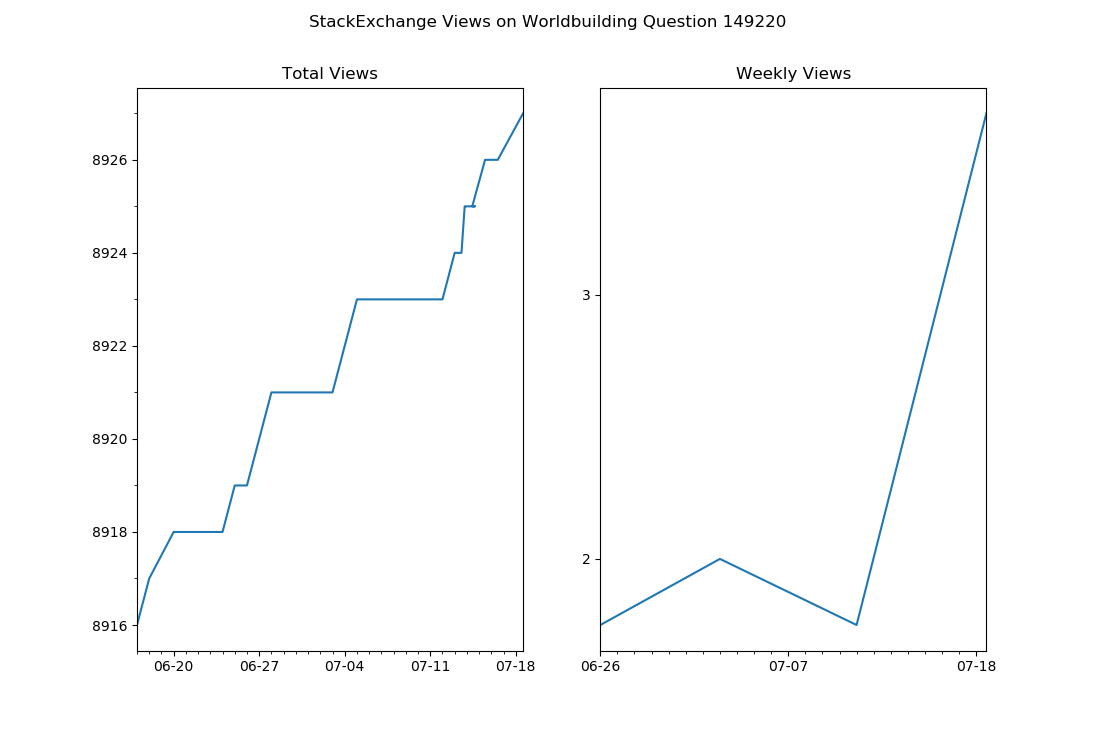 StackExchange Views on Worldbuilding Question 149220
Total Views
8926
8924
8922
8920
8918
8916
06-20 06-27 07-04 07-11 07-18
Weekly Views
3
2
06-26 07-07 07-18